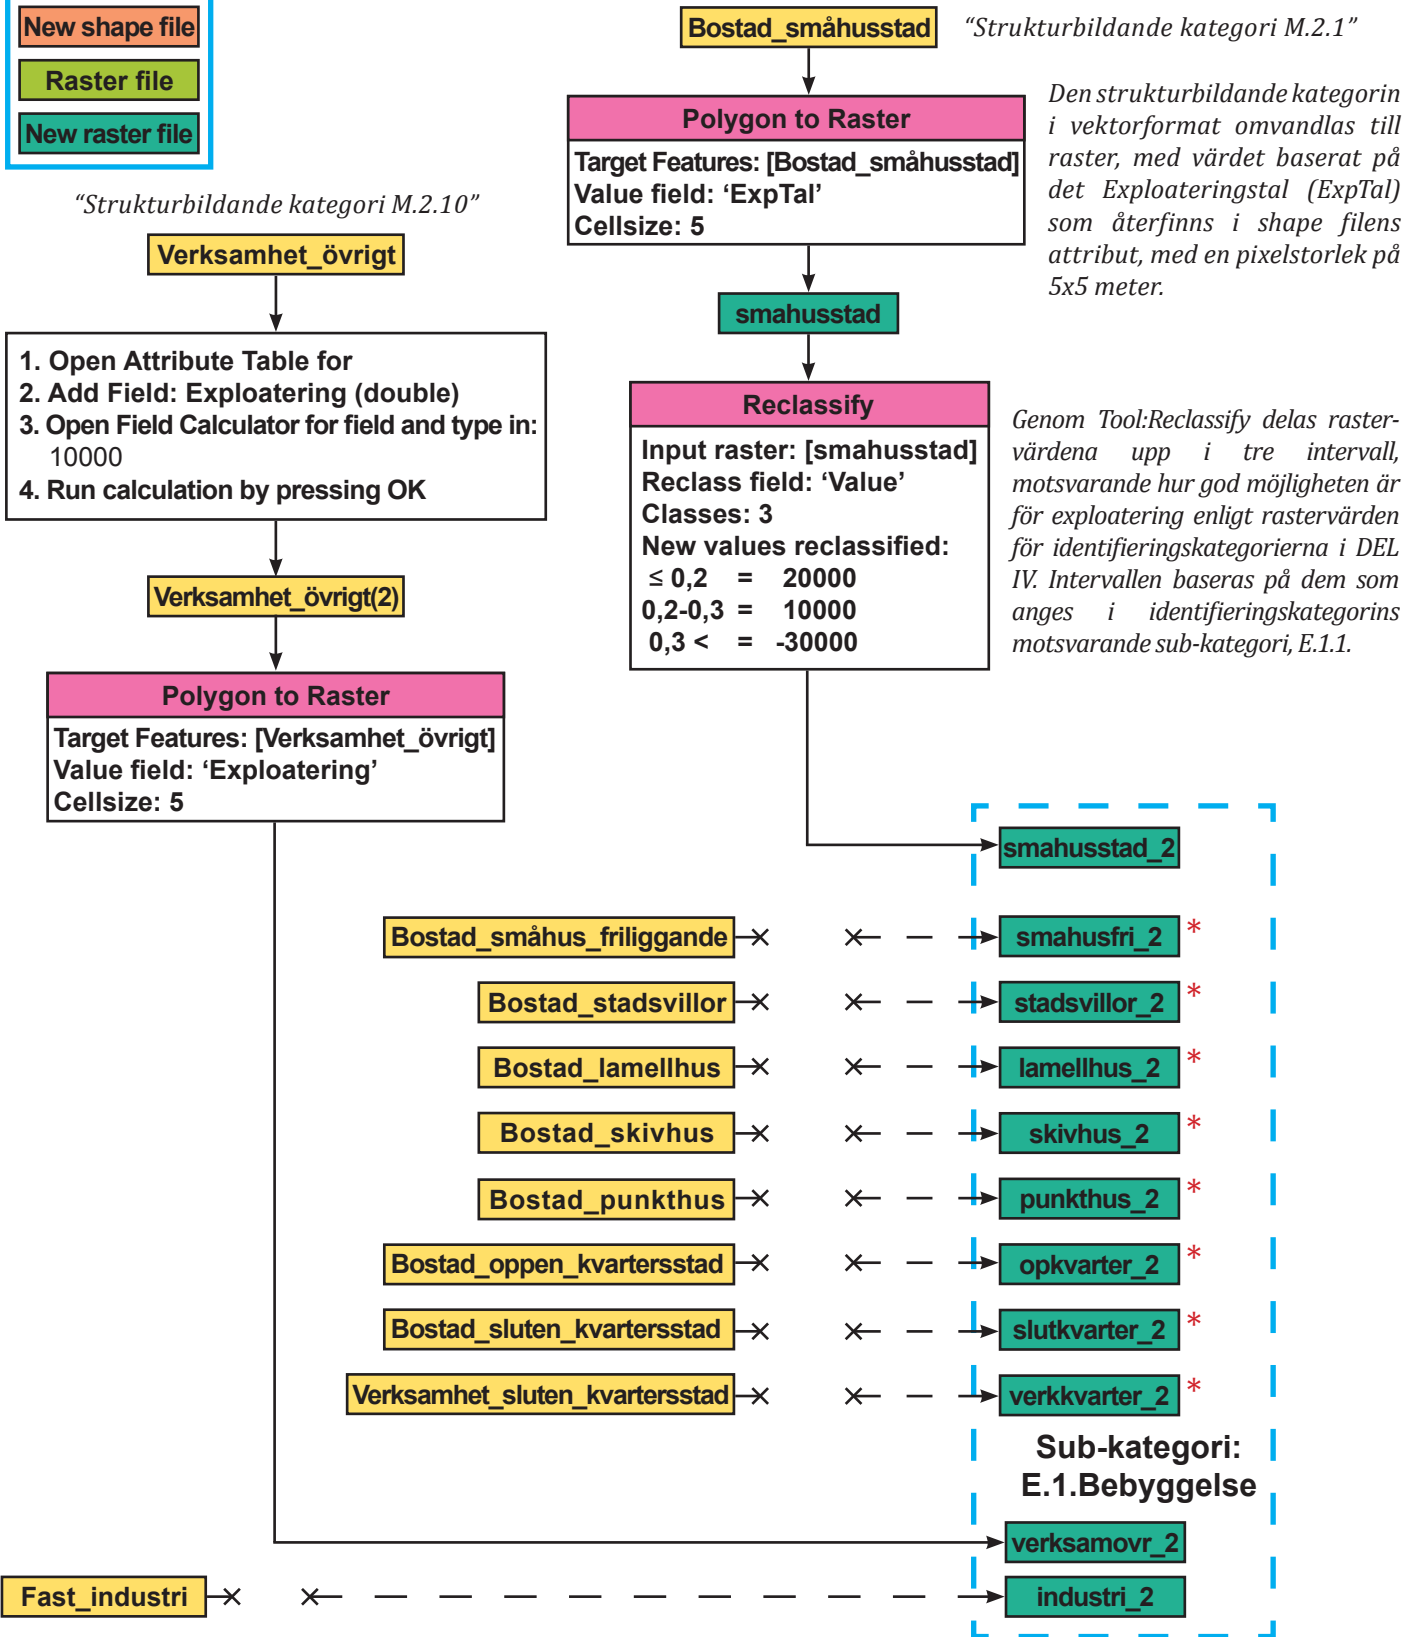 New shape file
Raster file
New raster file
“Strukturbildande kategori M.2.10”
Verksamhet_övrigt
1. Open Attribute Table for
2. Add Field: Exploatering (double)
3. Open Field Calculator for field and type in:
10000
4. Run calculation by pressing OK
Verksamhet_övrigt(2)
Polygon to Raster
Target Features: [Verksamhet_övrigt]
Value field: ‘Exploatering’
Cellsize: 5
Bostad_småhusstad
“Strukturbildande kategori M.2.1”
Polygon to Raster
Target Features: [Bostad_småhusstad]
Value field: ‘ExpTal’
Cellsize: 5
Den strukturbildande kategorin
i vektorformat omvandlas till
raster, med värdet baserat på
det Exploateringstal (ExpTal)
som återfinns i shape filens
attribut, med en pixelstorlek på
5x5 meter.
smahusstad
Reclassify
Input raster: [smahusstad]
Reclass field: ‘Value’
Classes: 3
New values reclassified:
≤ 0,2 = 20000
0,2-0,3 = 10000
0,3 < = -30000
Genom Tool:Reclassify delas raster-
värdena upp i tre intervall,
motsvarande hur god möjligheten är
för exploatering enligt rastervärden
för identifieringskategorierna i DEL
IV. Intervallen baseras på dem som
anges i identifieringskategorins
motsvarande sub-kategori, E.1.1.
smahusstad_2
Bostad_småhus_friliggande
smahusfri_2 *
Bostad_stadsvillor
stadsvillor_2 *
Bostad_lamellhus
lamellhus_2 *
Bostad_skivhus
skivhus_2 *
Bostad_punkthus
punkthus_2 *
Bostad_oppen_kvartersstad
opkvarter_2 *
Bostad_sluten_kvartersstad
slutkvarter_2 *
Verksamhet_sluten_kvartersstad
verkkvarter_2 *
Sub-kategori:
E.1.Bebyggelse
verksamovr_2
Fast_industri
industri_2